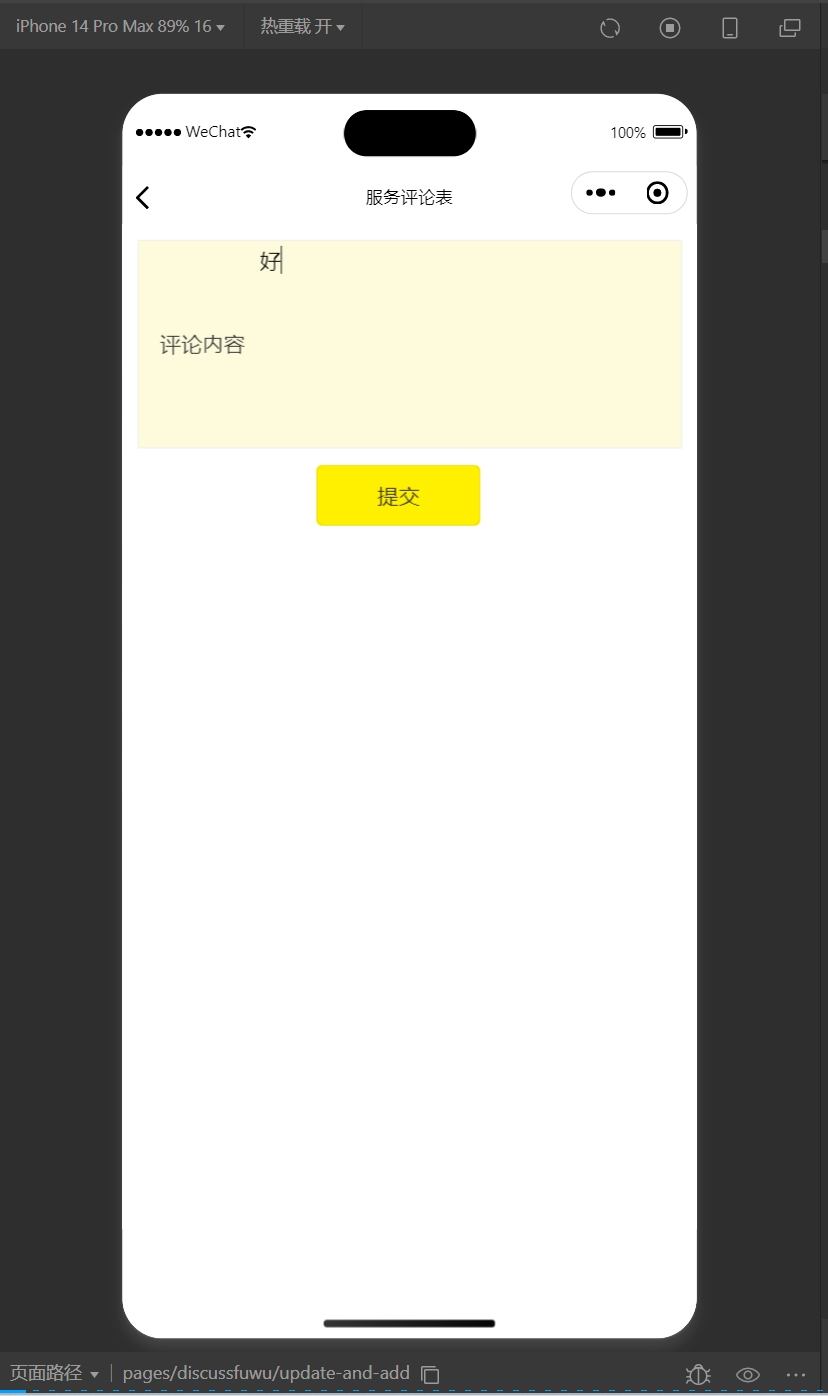 iPhone 14 Pro Max 89% 16 热重载 开
WeChat 100%
服务评论表
好
评论内容
提交
页面路径 pages/discussfuwu/update-and-add